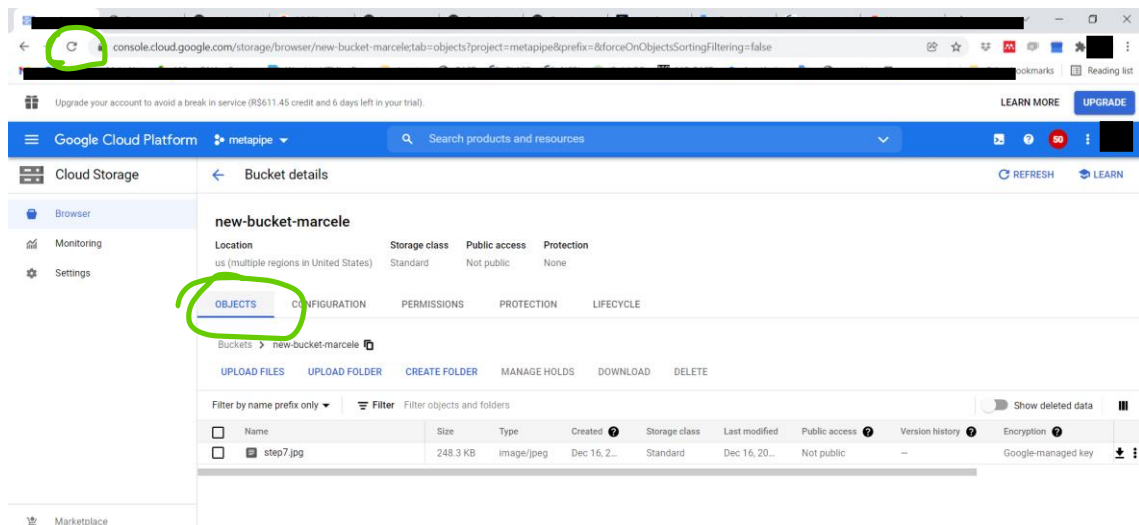 console.cloud.google.com/storage/browser/new-bucket-marcele;tab=objects?project=metapipe&prefix=&forceOnObjectsSortingFiltering=false
ookmarks Reading list
Upgrade your account to avoid a break in service (R$611.45 credit and 6 days left in your trial). LEARN MORE UPGRADE
Google Cloud Platform metapipe Search products and resources 50
Cloud Storage Bucket details REFRESH LEARN
Browser
Monitoring
Settings
new-bucket-marcele
Location Storage class Public access Protection
us (multiple regions in United States) Standard Not public None
OBJECTS CONFIGURATION PERMISSIONS PROTECTION LIFECYCLE
Buckets > new-bucket-marcele
UPLOAD FILES UPLOAD FOLDER CREATE FOLDER MANAGE HOLDS DOWNLOAD DELETE
Filter by name prefix only Filter Filter objects and folders Show deleted data
Name Size Type Created Storage class Last modified Public access Version history Encryption
step7.jpg 248.3 KB image/jpeg Dec 16, 2... Standard Dec 16, 20... Not public — Google-managed key
Marketplace